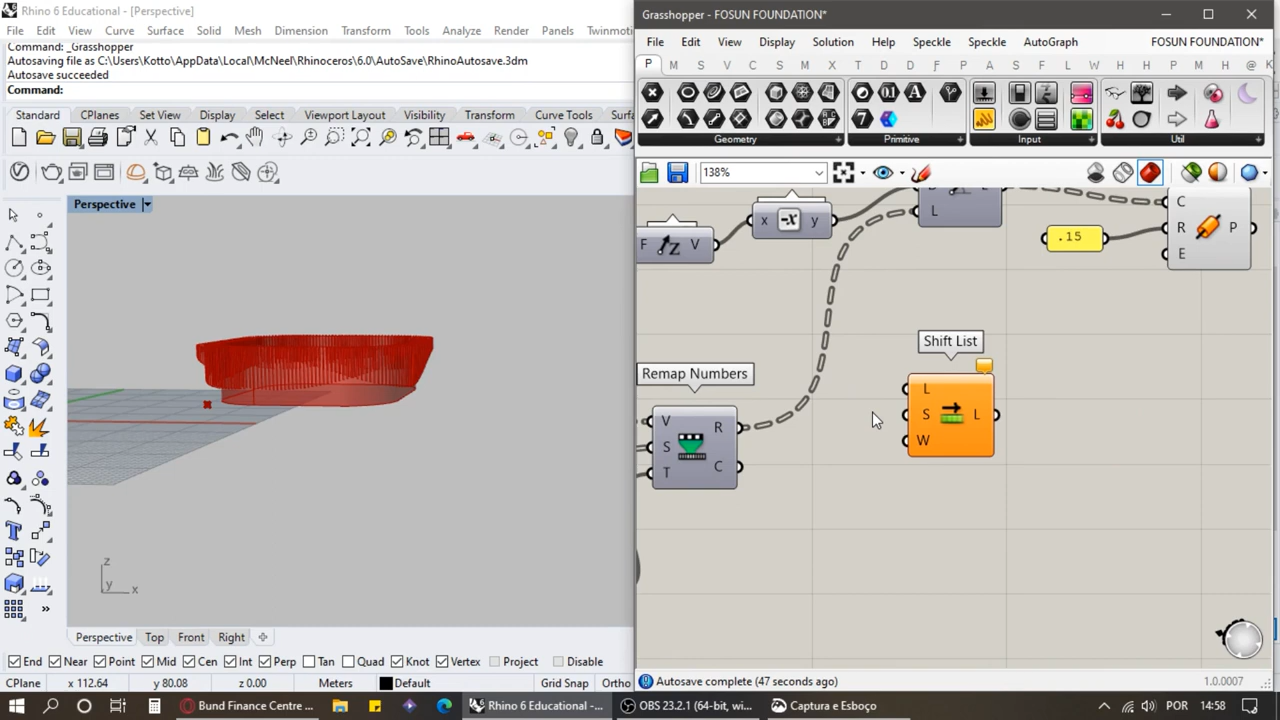 Rhino 6 Educational - [Perspective]
File Edit View Curve Surface Solid Mesh Dimension Transform Tools Analyze Render Panels Twinmoti
Command: _Grasshopper
Autosaving file as C:\Users\Kotto\AppData\Local\McNeel\Rhinoceros\6.0\AutoSave\RhinoAutosave.3dm
Autosave succeeded
Command:
Standard CPlanes Set View Display Select Viewport Layout Visibility Transform Curve Tools Surfa
Perspective
z
y x
Perspective Top Front Right
End Near Point Mid Cen Int Perp Tan Quad Knot Vertex Project Disable
CPlane x 112.64 y 80.08 z 0.00 Meters Default Grid Snap Ortho
Grasshopper - FOSUN FOUNDATION*
File Edit View Display Solution Help Speckle Speckle AutoGraph FOSUN FOUNDATION*
P M S V C S M X T D D F P A S U F L W H H P M H @ K
Geometry Primitive Input Util
138%
F V
x -X y
L
.15
C
R P
E
Remap Numbers
V R
S
T C
Shift List
L
S L
W
Autosave complete (47 seconds ago)
1.0.0007
Bund Finance Centre ... Rhino 6 Educational -... OBS 23.2.1 (64-bit, wi... Captura e Esboço POR 14:58